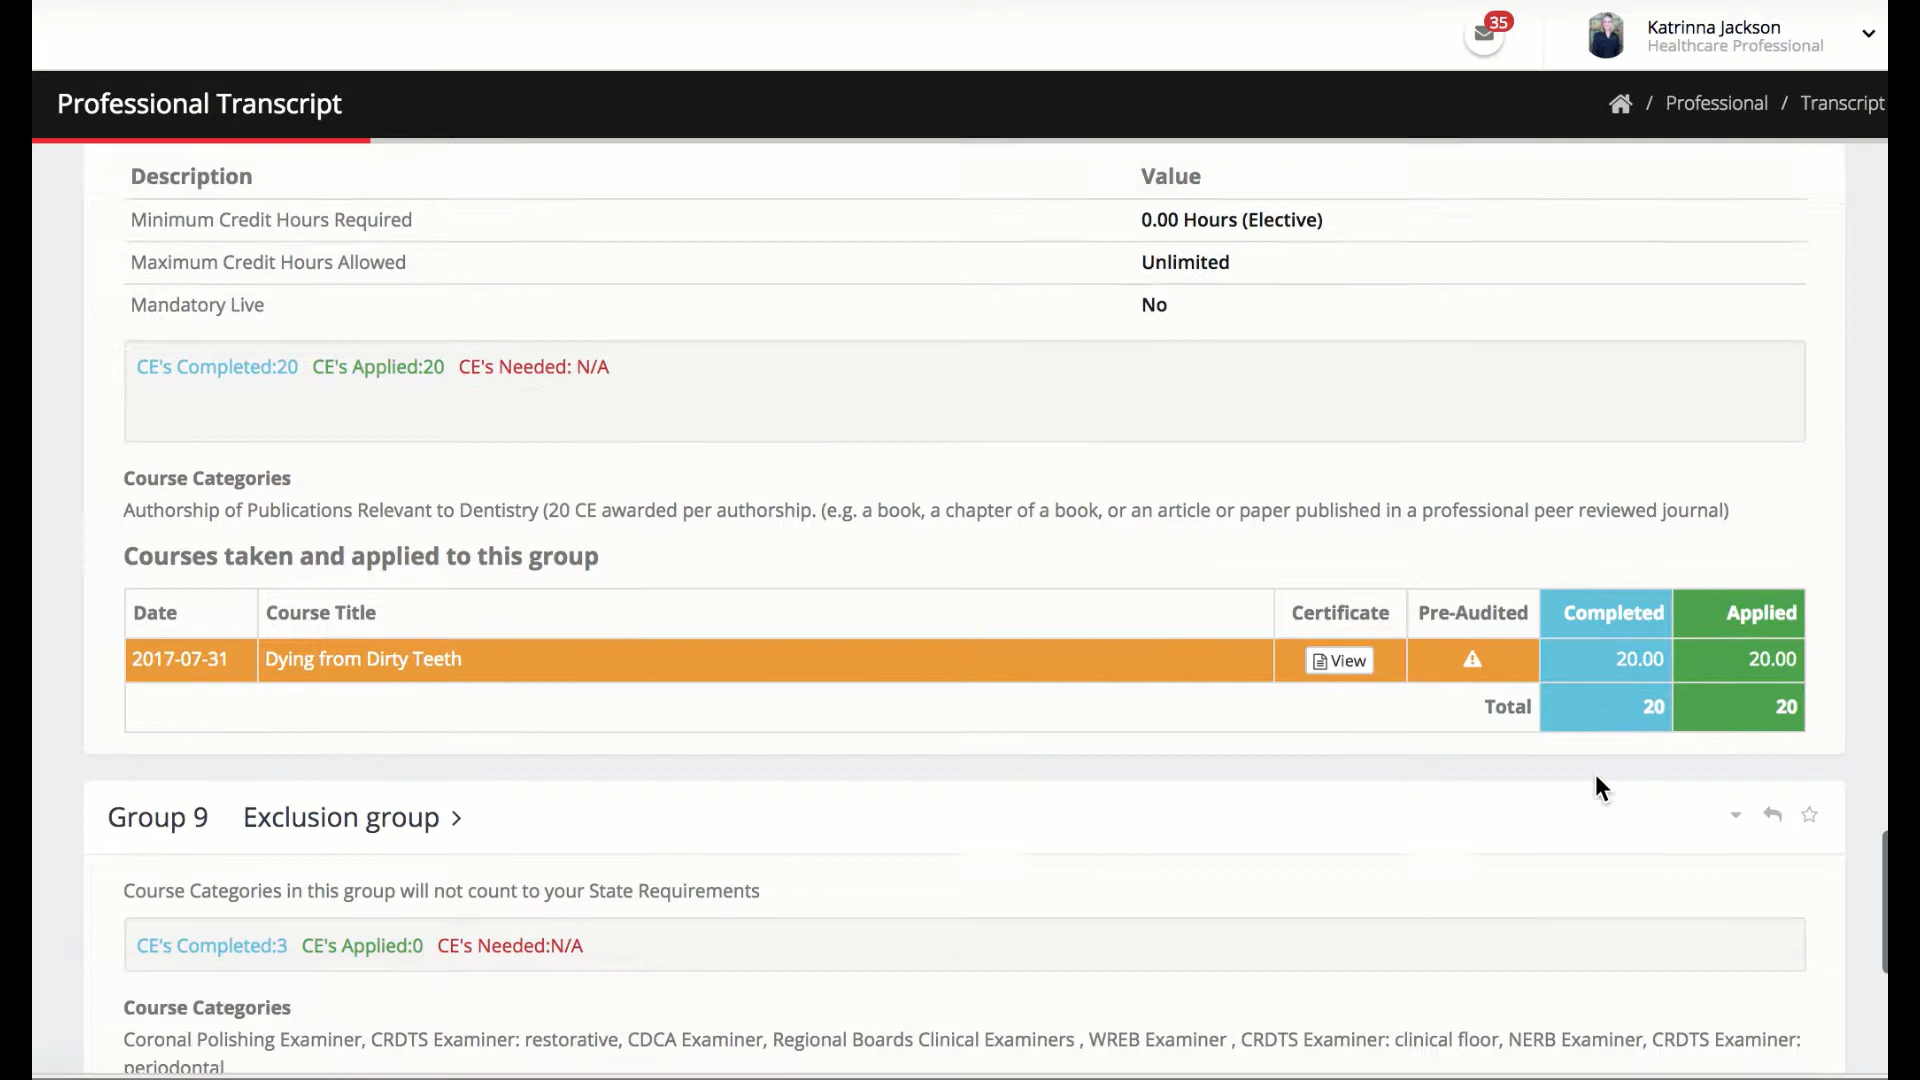 35
Katrinna Jackson
Healthcare Professional
Professional Transcript
/ Professional / Transcript
Description Value
Minimum Credit Hours Required 0.00 Hours (Elective)
Maximum Credit Hours Allowed Unlimited
Mandatory Live No
CE's Completed:20 CE's Applied:20 CE's Needed: N/A
Course Categories
Authorship of Publications Relevant to Dentistry (20 CE awarded per authorship. (e.g. a book, a chapter of a book, or an article or paper published in a professional peer reviewed journal)
Courses taken and applied to this group
Date Course Title Certificate Pre-Audited Completed Applied
2017-07-31 Dying from Dirty Teeth View 20.00 20.00
Total 20 20
Group 9 Exclusion group >
Course Categories in this group will not count to your State Requirements
CE's Completed:3 CE's Applied:0 CE's Needed:N/A
Course Categories
Coronal Polishing Examiner, CRDTS Examiner: restorative, CDCA Examiner, Regional Boards Clinical Examiners , WREB Examiner , CRDTS Examiner: clinical floor, NERB Examiner, CRDTS Examiner:
periodontal